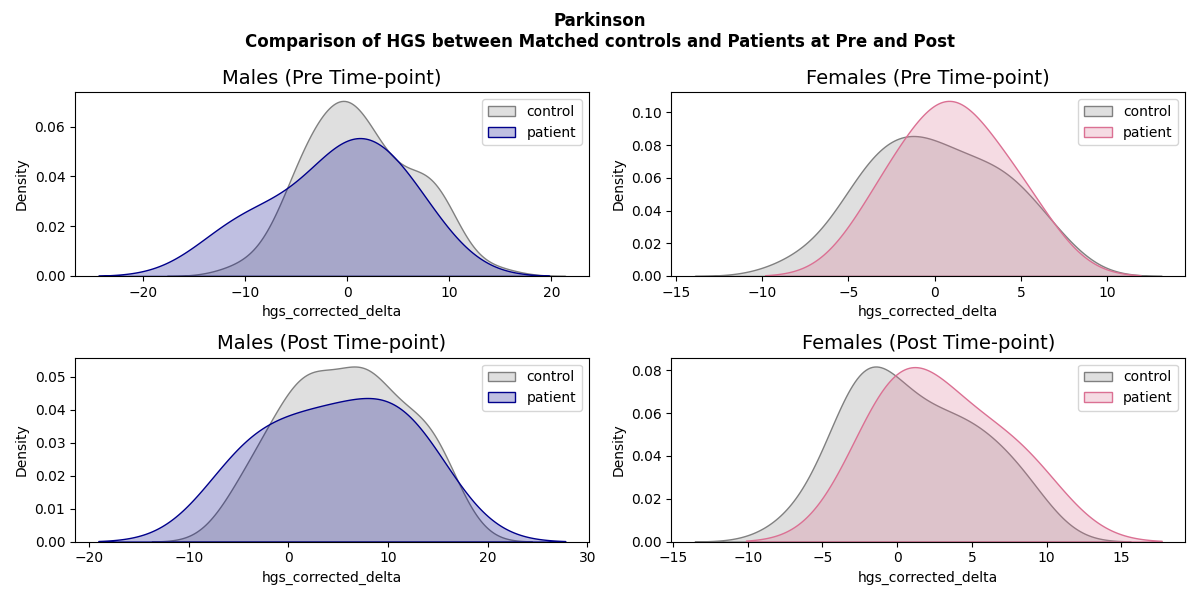 Parkinson
Comparison of HGS between Matched controls and Patients at Pre and Post
Males (Pre Time-point)
Density
0.06
0.04
0.02
0.00
control
patient
−20
−10
0
10
20
hgs_corrected_delta
Females (Pre Time-point)
Density
0.10
0.08
0.06
0.04
0.02
0.00
control
patient
−15
−10
−5
0
5
10
hgs_corrected_delta
Males (Post Time-point)
Density
0.05
0.04
0.03
0.02
0.01
0.00
control
patient
−20
−10
0
10
20
30
hgs_corrected_delta
Females (Post Time-point)
Density
0.08
0.06
0.04
0.02
0.00
control
patient
−15
−10
−5
0
5
10
15
hgs_corrected_delta